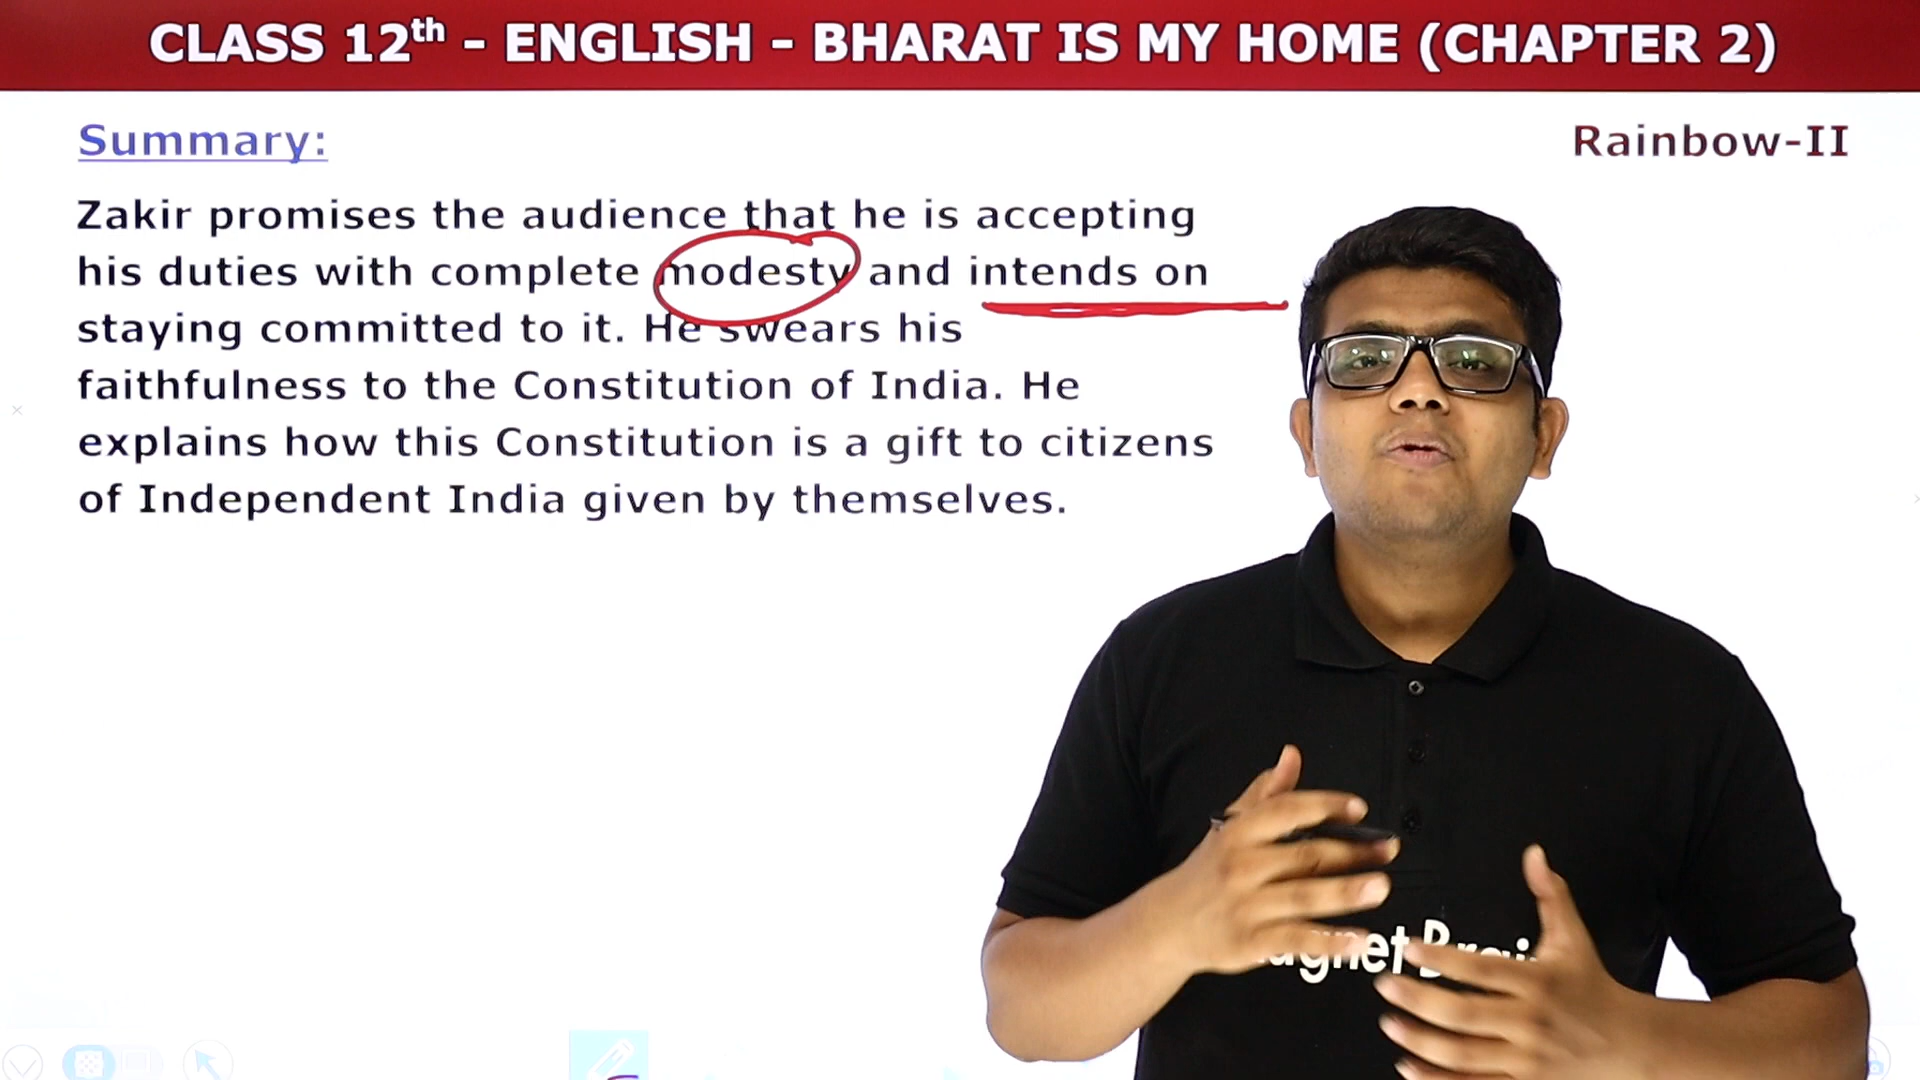 CLASS 12th - ENGLISH - BHARAT IS MY HOME (CHAPTER 2)
Summary:
Rainbow-II
Zakir promises the audience that he is accepting
his duties with complete modesty and intends on
staying committed to it. He swears his
faithfulness to the Constitution of India. He
explains how this Constitution is a gift to citizens
of Independent India given by themselves.